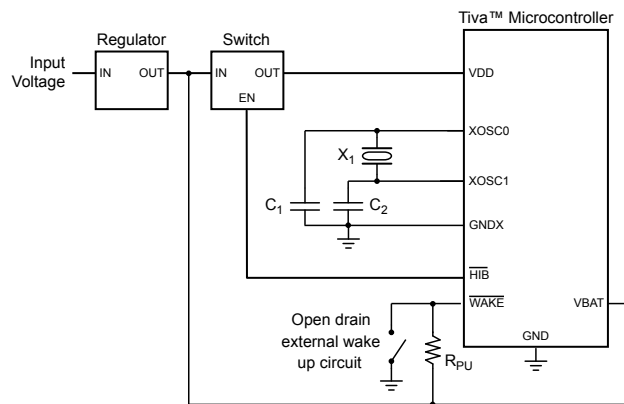 Tiva™ Microcontroller
Regulator
Switch
Input
Voltage
IN
OUT
IN
OUT
EN
VDD
XOSC0
X1
XOSC1
C1
C2
GNDX
HIB
WAKE
VBAT
Open drain
external wake
up circuit
RPU
GND